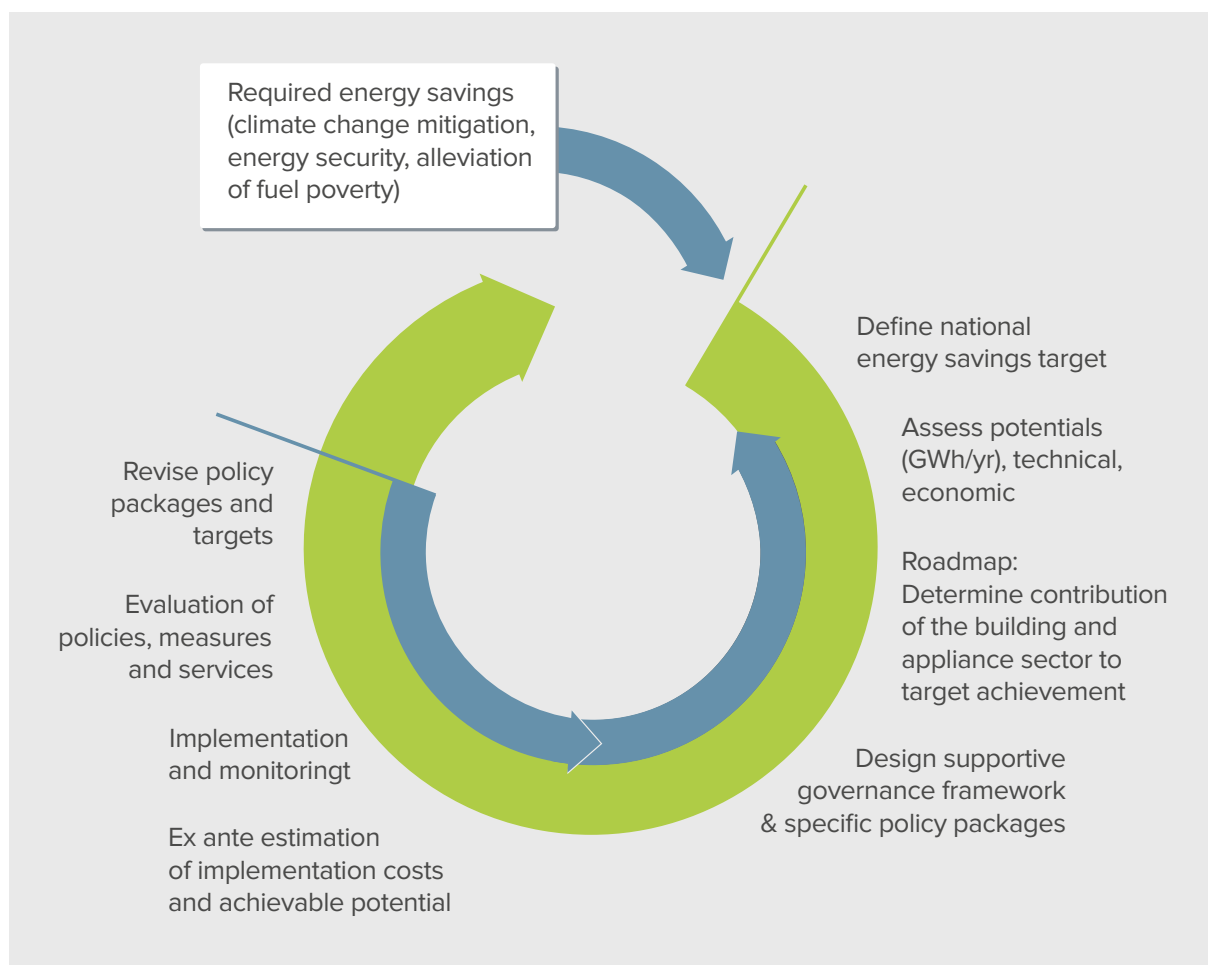 Required energy savings
(climate change mitigation,
energy security, alleviation
of fuel poverty)
Define national
energy savings target
Assess potentials
(GWh/yr), technical,
economic
Roadmap:
Determine contribution
of the building and
appliance sector to
target achievement
Design supportive
governance framework
& specific policy packages
Ex ante estimation
of implementation costs
and achievable potential
Implementation
and monitoringt
Evaluation of
policies, measures
and services
Revise policy
packages and
targets